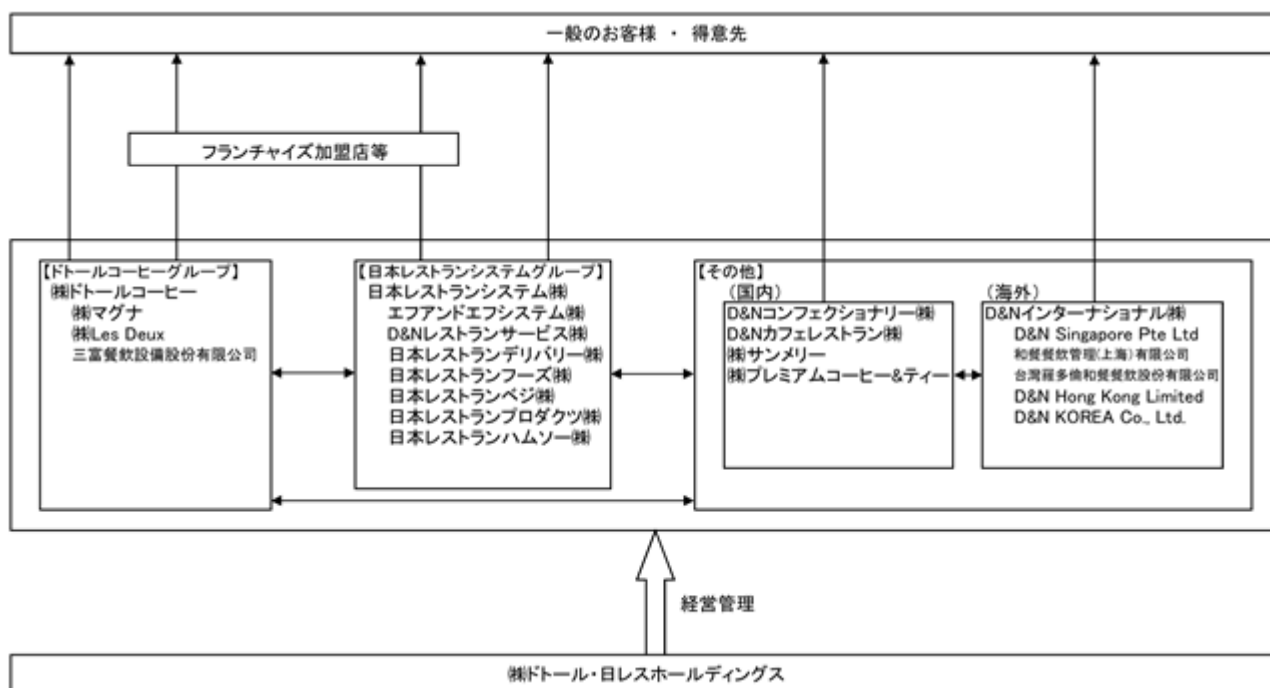 一般のお客様 ・ 得意先
フランチャイズ加盟店等
【ドトールコーヒーグループ】
㈱ドトールコーヒー
㈱マグナ
㈱Les Deux
三富餐飲設備股份有限公司
【日本レストランシステムグループ】
日本レストランシステム㈱
エフアンドエフシステム㈱
D&Nレストランサービス㈱
日本レストランデリバリー㈱
日本レストランフーズ㈱
日本レストランベジ㈱
日本レストランプロダクツ㈱
日本レストランハムソー㈱
【その他】
(国内)
D&Nコンフェクショナリー㈱
D&Nカフェレストラン㈱
㈱サンメリー
㈱プレミアムコーヒー&ティー
(海外)
D&Nインターナショナル㈱
D&N Singapore Pte Ltd
和餐餐飲管理(上海)有限公司
台灣羅多倫和餐餐飲股份有限公司
D&N Hong Kong Limited
D&N KOREA Co., Ltd.
経営管理
㈱ドトール・日レスホールディングス